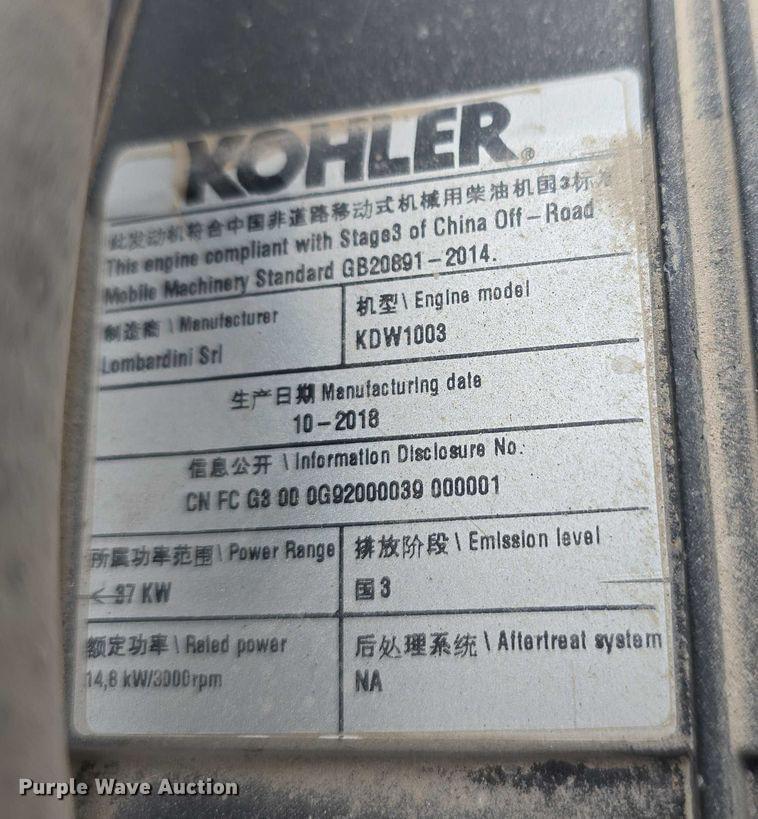 KOHLER®
此发动机符合中国非道路移动式机械用柴油机国3标准
This engine compliant with Stage3 of China Off-Road
Mobile Machinery Standard GB20891-2014.
制造商 \ Manufacturer
Lombardini Srl
机型 \ Engine model
KDW1003
生产日期 Manufacturing date
10-2018
信息公开 \ Information Disclosure No.
CN FC G3 00 0G92000039 000001
所属功率范围 \ Power Range
< 37 KW
排放阶段 \ Emission level
国3
额定功率 \ Rated power
14,8 kW/3000rpm
后处理系统 \ Aftertreat system
NA
Purple Wave Auction